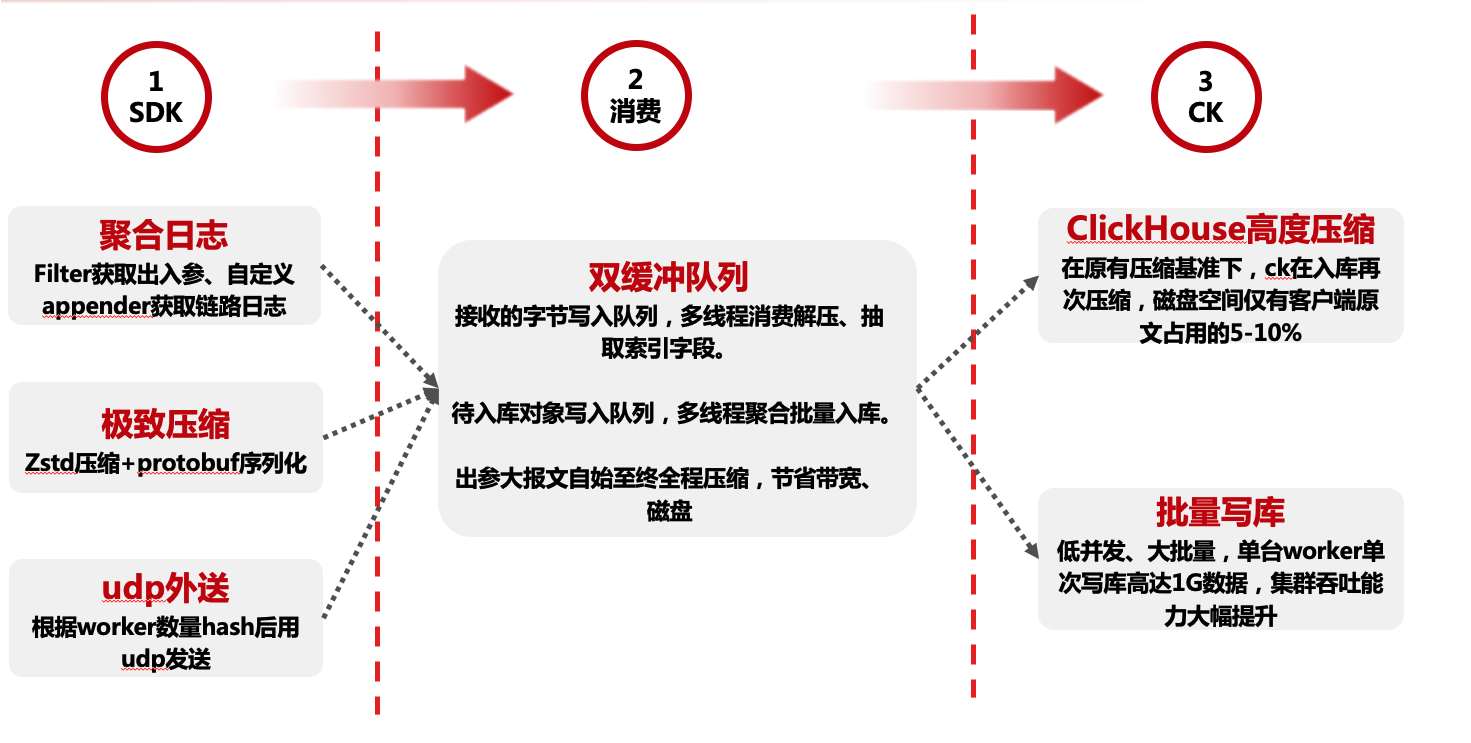 1
SDK
2
消费
3
CK
聚合日志
Filter获取出入参、自定义
appender获取链路日志
极致压缩
Zstd压缩+protobuf序列化
udp外送
根据worker数量hash后用
udp发送
双缓冲队列
接收的字节写入队列，多线程消费解压、抽
取索引字段。
待入库对象写入队列，多线程聚合批量入库。
出参大报文自始至终全程压缩，节省带宽、
磁盘
ClickHouse高度压缩
在原有压缩基准下，ck在入库再
次压缩，磁盘空间仅有客户端原
文占用的5-10%
批量写库
低并发、大批量，单台worker单
次写库高达1G数据，集群吞吐能
力大幅提升